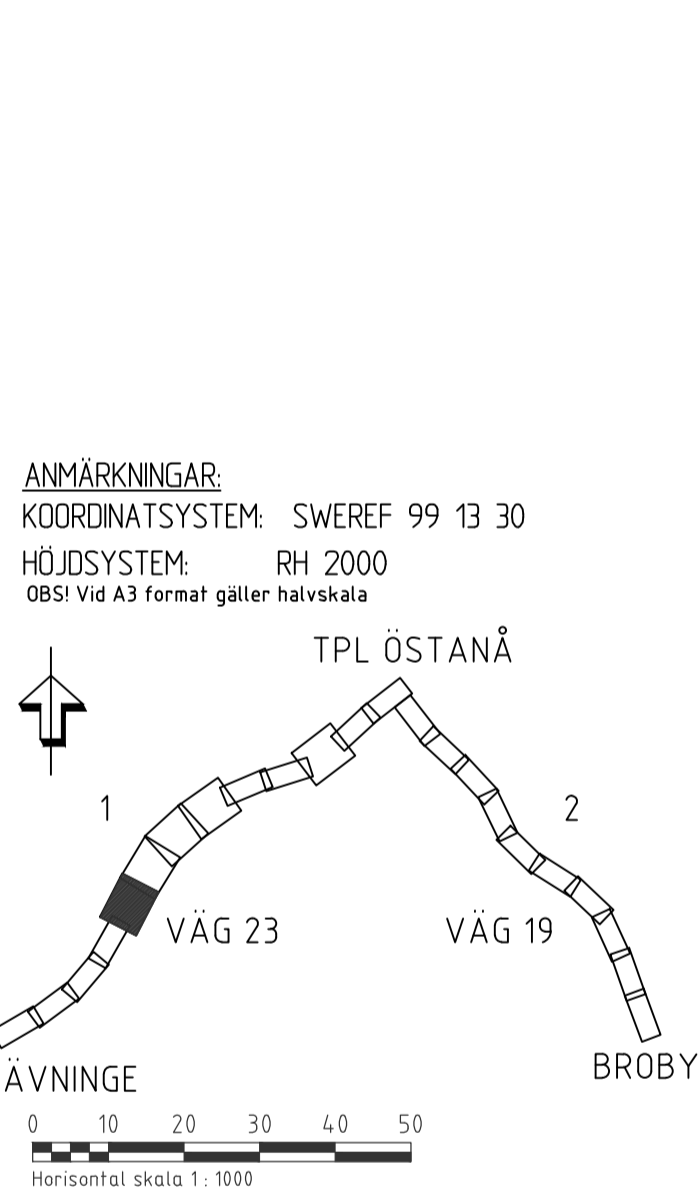 ANMÄRKNINGAR:
KOORDINATSYSTEM: SWEREF 99 13 30
HÖJDSYSTEM: RH 2000
OBS! Vid A3 format gäller halvskala
TPL ÖSTANÅ
1
2
VÄG 23
VÄG 19
BROBY
ÄVNINGE
0 10 20 30 40 50
Horisontal skala 1 : 1000